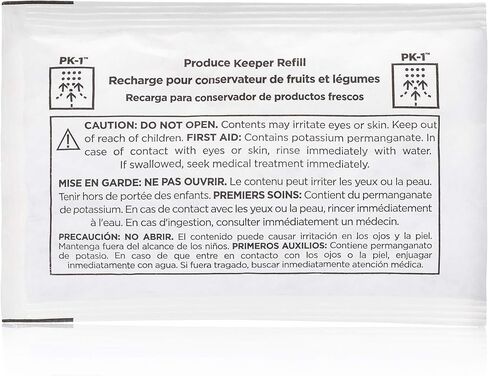 PK-1™
Produce Keeper Refill
PK-1™
Recharge pour conservateur de fruits et légumes
Recarga para conservador de productos frescos
CAUTION: DO NOT OPEN. Contents may irritate eyes or skin. Keep out
of reach of children. FIRST AID: Contains potassium permanganate. In
case of contact with eyes or skin, rinse immediately with water.
If swallowed, seek medical treatment immediately.
MISE EN GARDE: NE PAS OUVRIR. Le contenu peut irriter les yeux ou la peau.
Tenir hors de portée des enfants. PREMIERS SOINS: Contient du permanganate
de potassium. En cas de contact avec les yeux ou la peau, rincer immédiatement
à l'eau. En cas d'ingestion, consulter immédiatement un médecin.
PRECAUCIÓN: NO ABRIR. El contenido puede causar irritación en los ojos y la piel.
Mantenga fuera del alcance de los niños. PRIMEROS AUXILIOS: Contiene permanganato
de potasio. En caso de que entre en contacto con los ojos o la piel, enjuagar
inmediatamente con agua. Si fuera tragado, buscar inmediatamente atención médica.